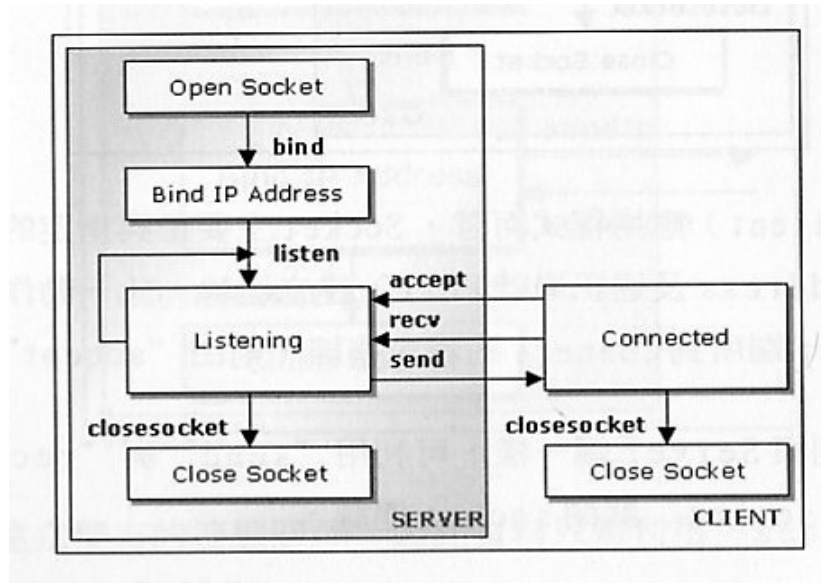 Open Socket
bind
Bind IP Address
listen
accept
recv
send
Listening
Connected
closesocket
closesocket
Close Socket
Close Socket
SERVER
CLIENT